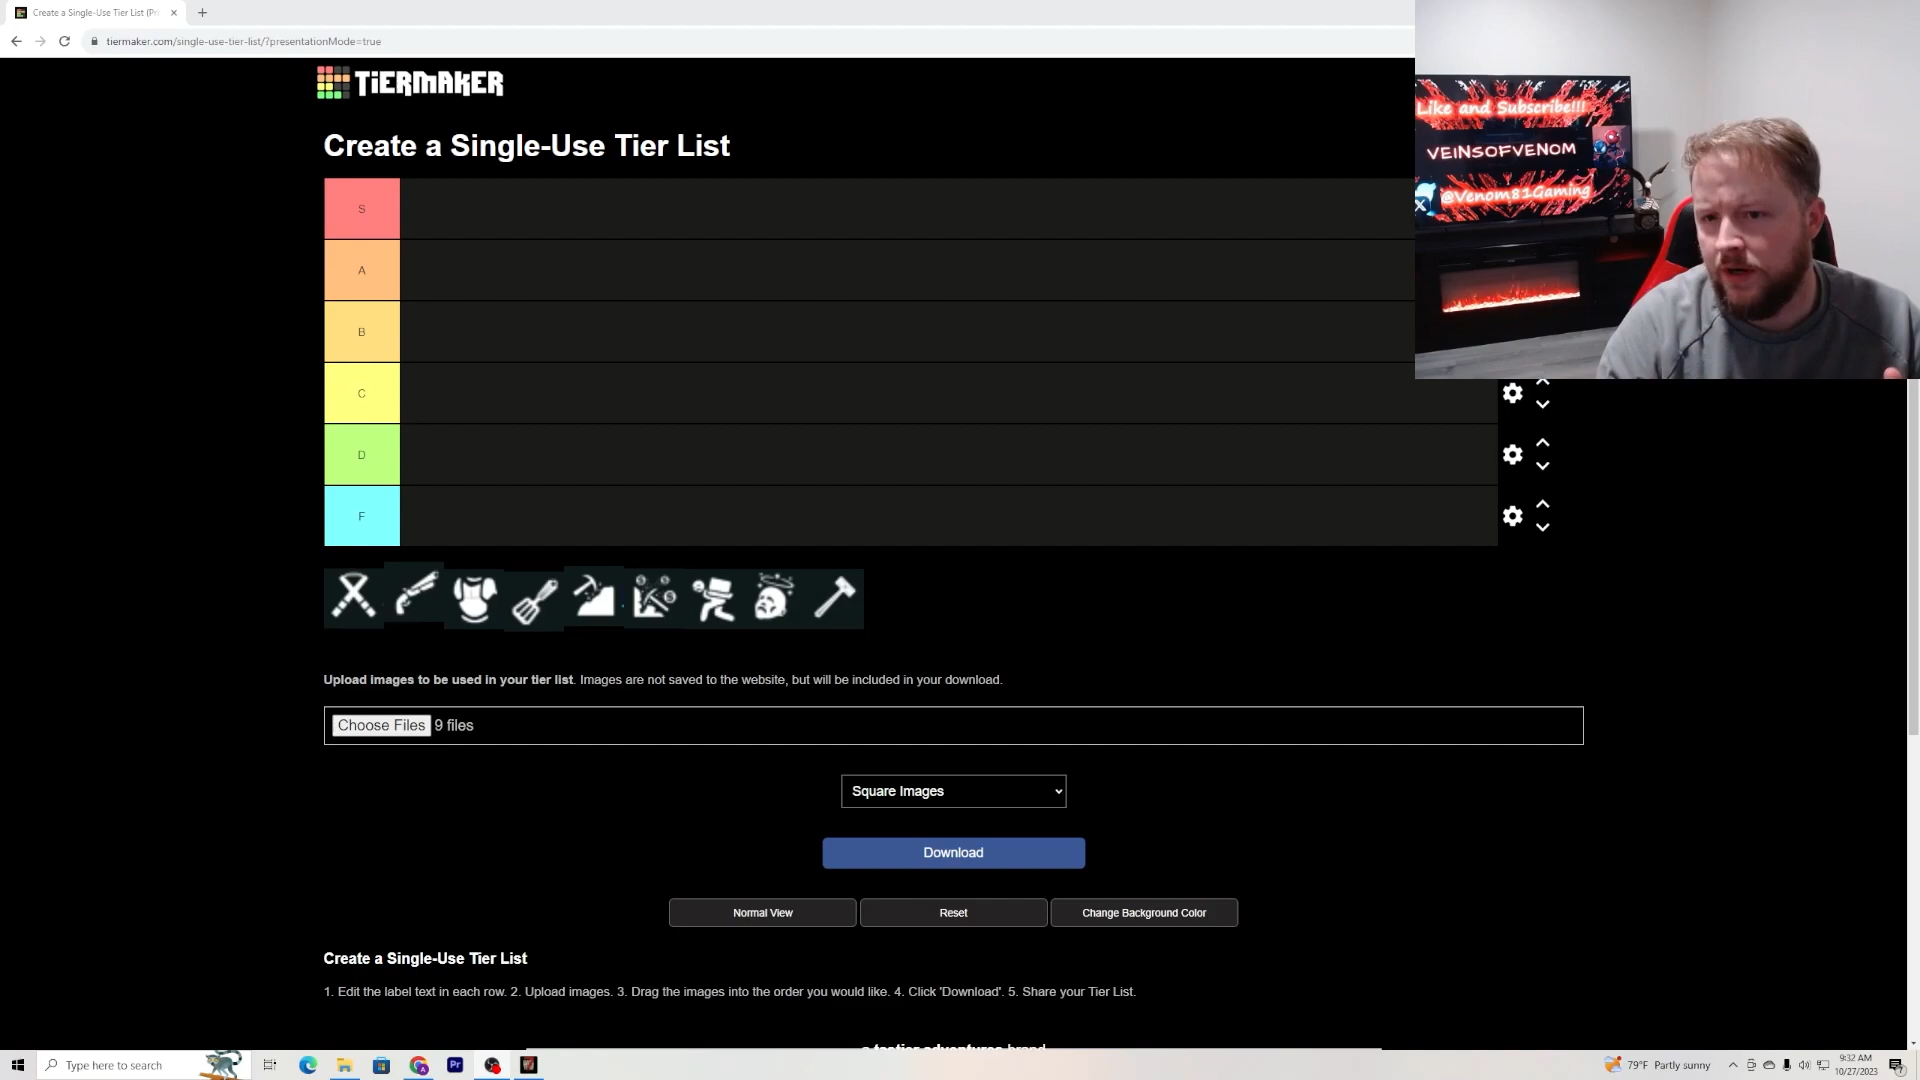 Create a Single-Use Tier List (Pr
tiermaker.com/single-use-tier-list/?presentationMode=true
TiERMAKER
Create a Single-Use Tier List
S
A
B
C
D
F
Like and Subscribe!!!
VEINSOFVENOM
@Venom81Gaming
Upload images to be used in your tier list. Images are not saved to the website, but will be included in your download.
Choose Files 9 files
Square Images
Download
Normal View
Reset
Change Background Color
Create a Single-Use Tier List
1. Edit the label text in each row. 2. Upload images. 3. Drag the images into the order you would like. 4. Click 'Download'. 5. Share your Tier List.
Type here to search
Pr
79°F Partly sunny
9:32 AM
10/27/2023